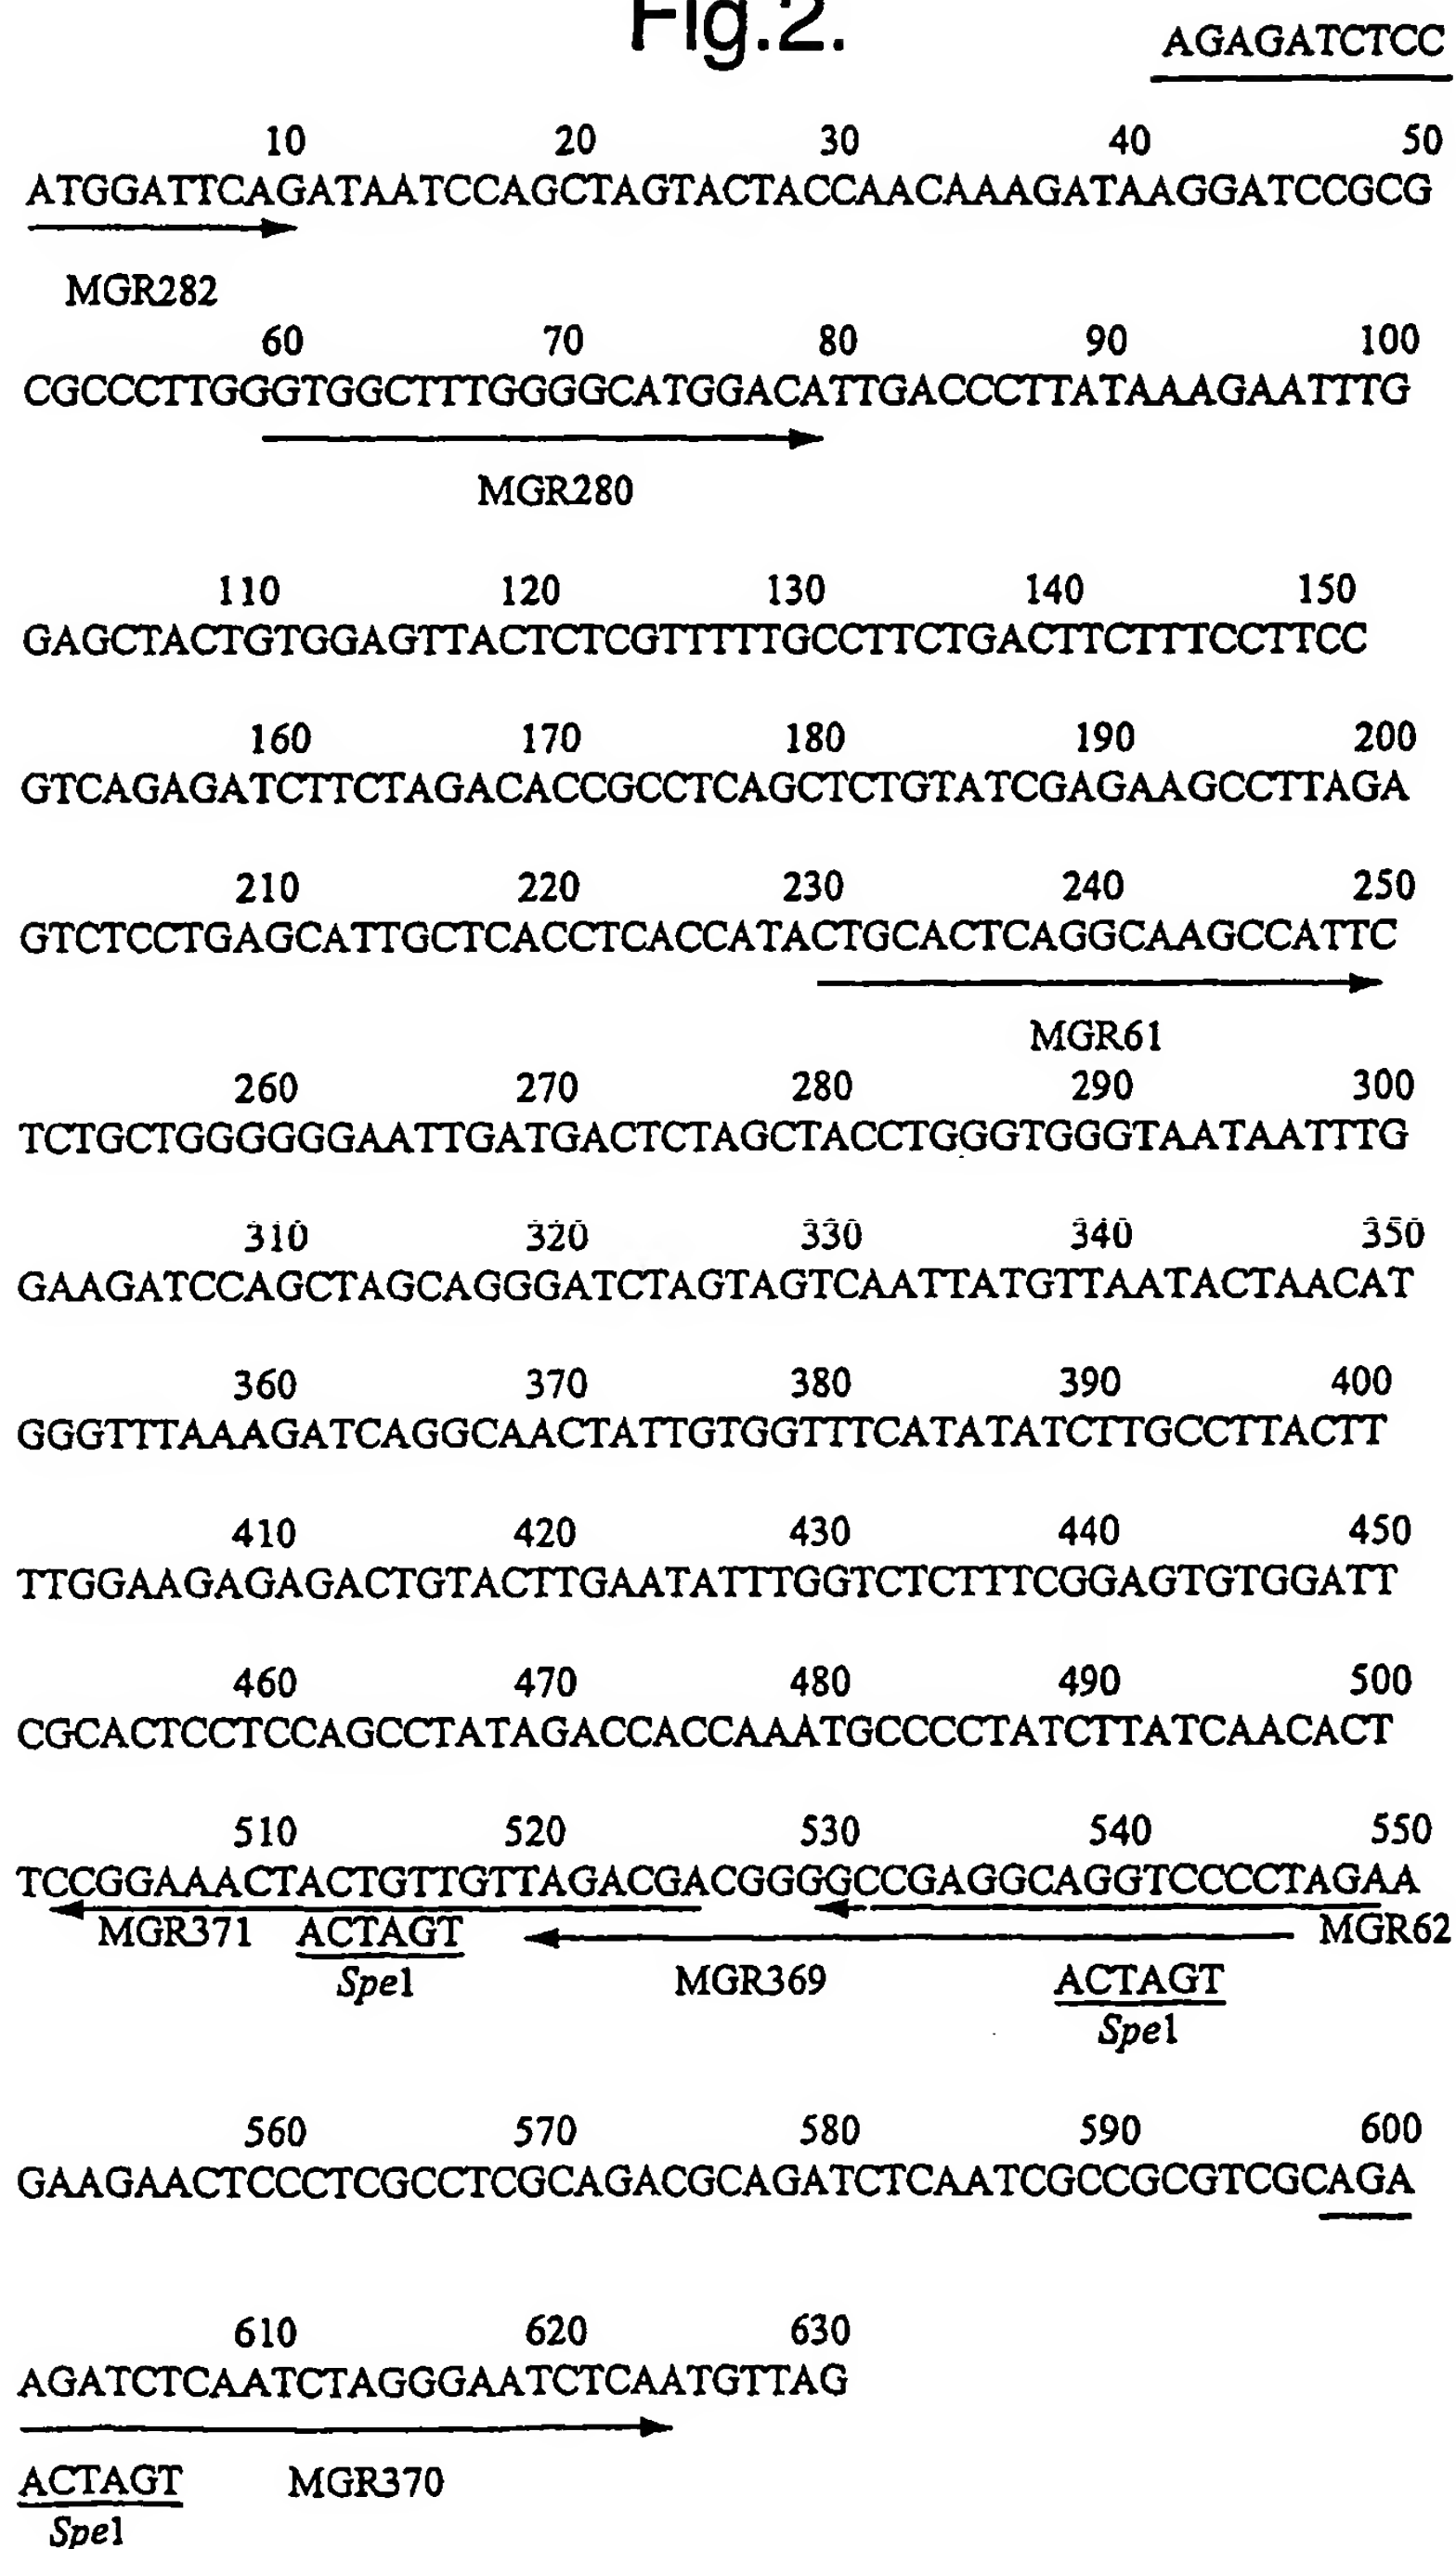 Fig.2.
AGAGATCTCC
10 20 30 40 50
ATGGATTCAGATAATCCAGCTAGTACTACCAACAAAGATAAGGATCCGCG
MGR282
60 70 80 90 100
CGCCCTTGGGTGGCTTTGGGGCATGGACATTGACCCTTATAAAGAATTTG
MGR280
110 120 130 140 150
GAGCTACTGTGGAGTTACTCTCGTTTTTGCCTTCTGACTTCTTTCCTTCC
160 170 180 190 200
GTCAGAGATCTTCTAGACACCGCCTCAGCTCTGTATCGAGAAGCCTTAGA
210 220 230 240 250
GTCTCCTGAGCATTGCTCACCTCACCATACTGCACTCAGGCAAGCCATTC
MGR61
260 270 280 290 300
TCTGCTGGGGGGAATTGATGACTCTAGCTACCTGGGTGGGTAATAATTTG
310 320 330 340 350
GAAGATCCAGCTAGCAGGGATCTAGTAGTCAATTATGTTAATACTAACAT
360 370 380 390 400
GGGTTTAAAGATCAGGCAACTATTGTGGTTTCATATATCTTGCCTTACTT
410 420 430 440 450
TTGGAAGAGAGACTGTACTTGAATATTTGGTCTCTTTCGGAGTGTGGATT
460 470 480 490 500
CGCACTCCTCCAGCCTATAGACCACCAAATGCCCCTATCTTATCAACACT
510 520 530 540 550
TCCGGAAACTACTGTTGTTAGACGACGGGGCCGAGGCAGGTCCCCTAGAA
MGR371 ACTAGT MGR62
Spe1 MGR369 ACTAGT
Spe1
560 570 580 590 600
GAAGAACTCCCTCGCCTCGCAGACGCAGATCTCAATCGCCGCGTCGCAGA
610 620 630
AGATCTCAATCTAGGGAATCTCAATGTTAG
ACTAGT MGR370
Spe1